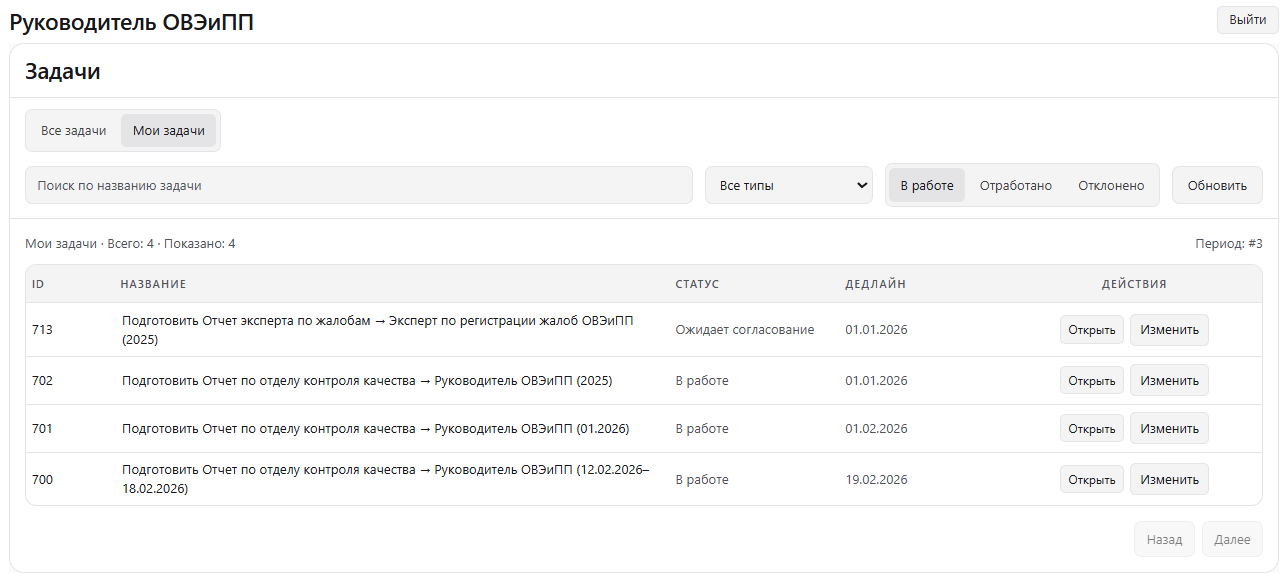 Руководитель ОВЭиПП
Выйти
Задачи
Все задачи Мои задачи
Поиск по названию задачи Все типы В работе Отработано Отклонено Обновить
Мои задачи · Всего: 4 · Показано: 4 Период: #3
ID НАЗВАНИЕ СТАТУС ДЕДЛАЙН ДЕЙСТВИЯ
713 Подготовить Отчет эксперта по жалобам → Эксперт по регистрации жалоб ОВЭиПП
(2025) Ожидает согласование 01.01.2026 Открыть Изменить
702 Подготовить Отчет по отделу контроля качества → Руководитель ОВЭиПП (2025) В работе 01.01.2026 Открыть Изменить
701 Подготовить Отчет по отделу контроля качества → Руководитель ОВЭиПП (01.2026) В работе 01.02.2026 Открыть Изменить
700 Подготовить Отчет по отделу контроля качества → Руководитель ОВЭиПП (12.02.2026–
18.02.2026) В работе 19.02.2026 Открыть Изменить
Назад Далее